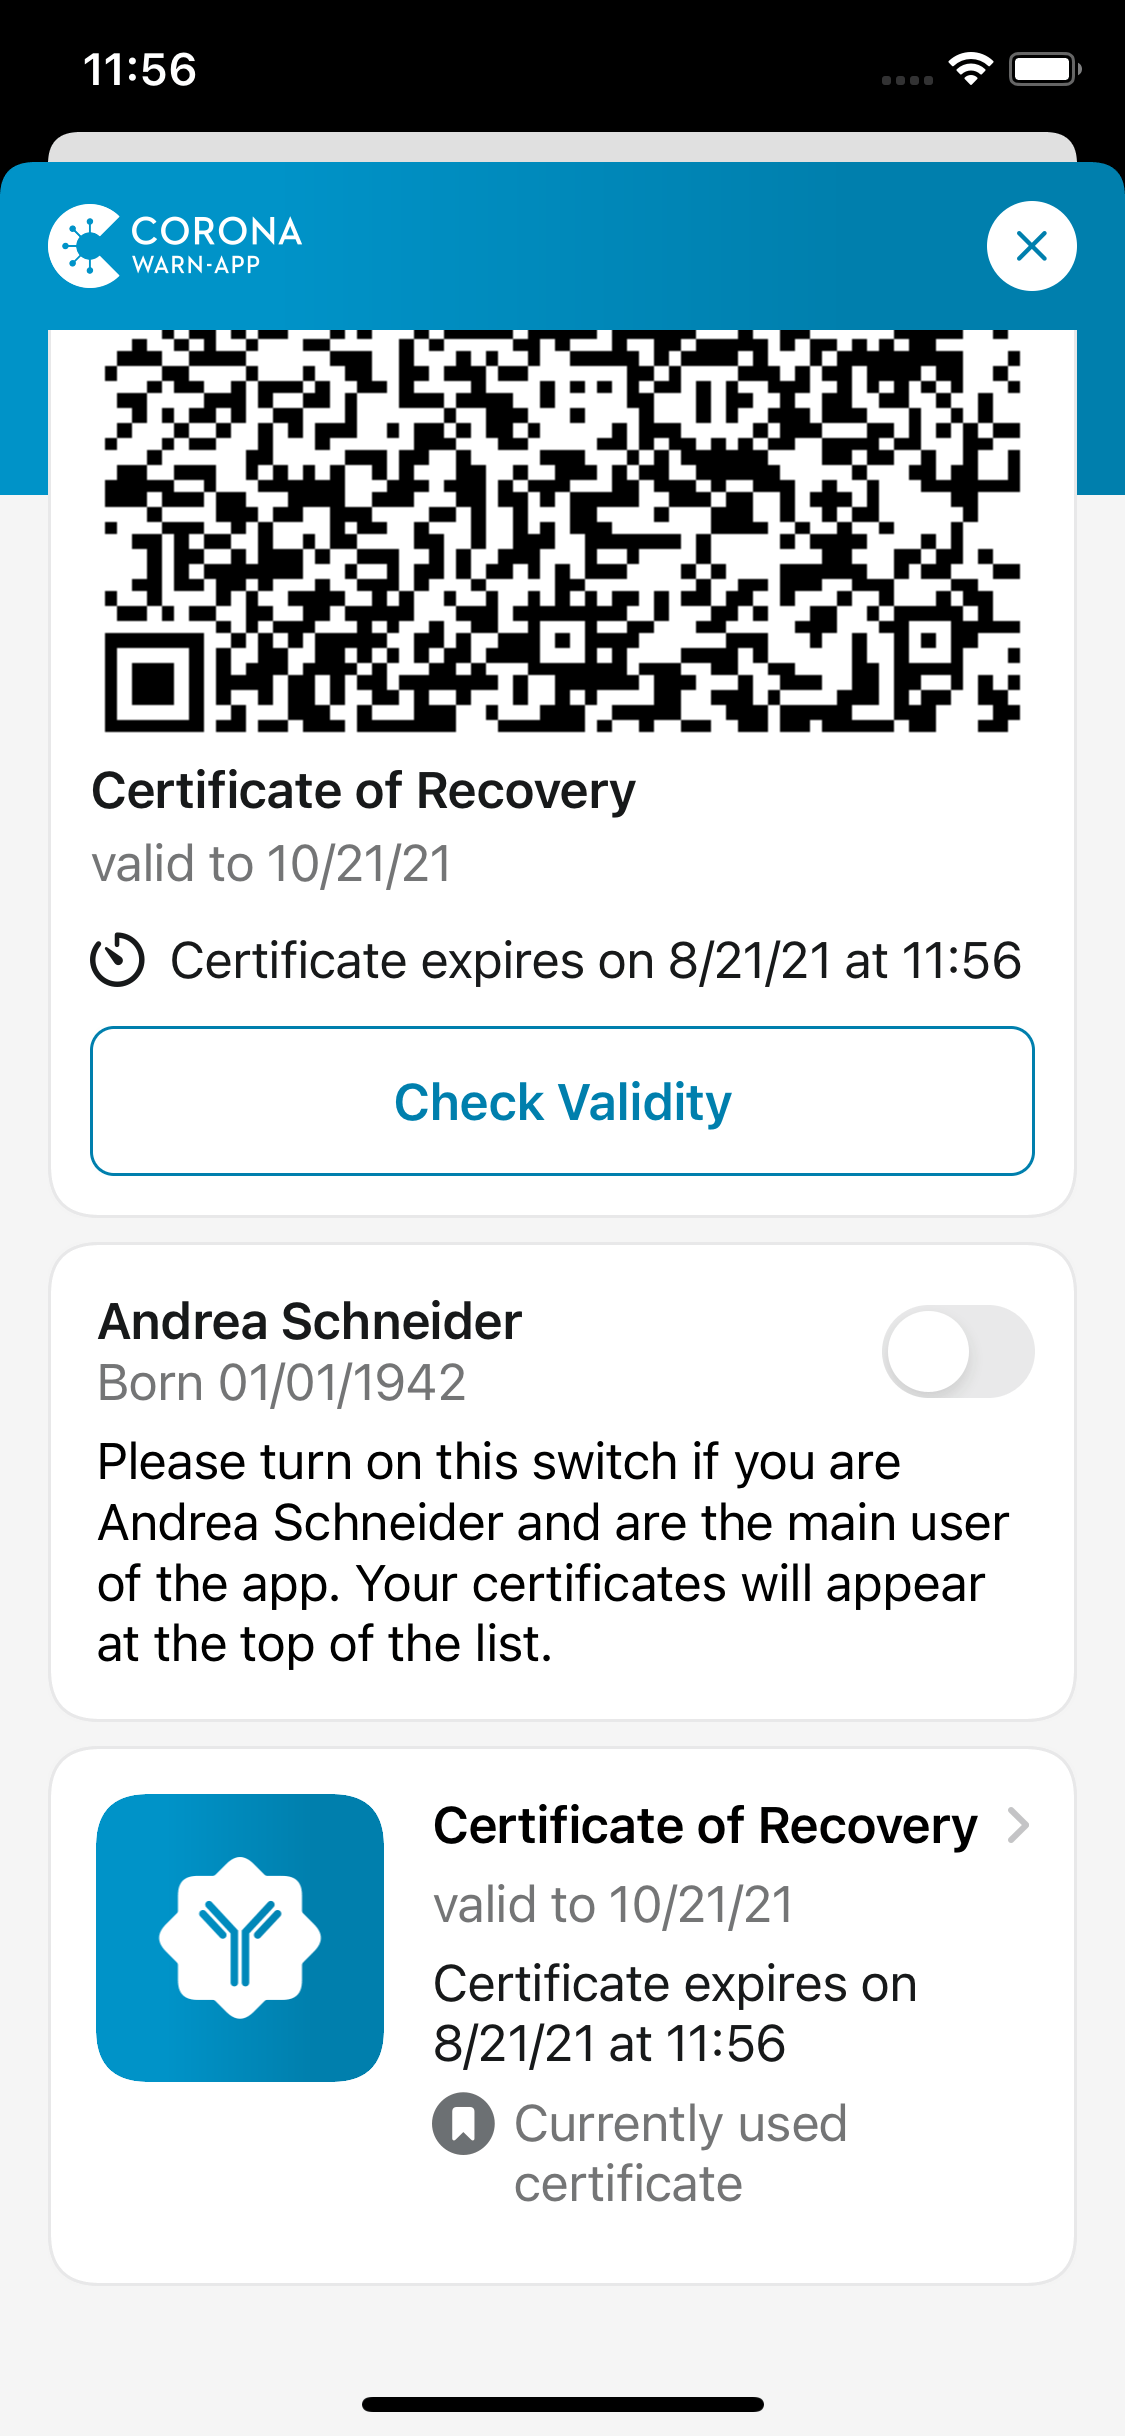 11:56
CORONA
WARN-APP
Certificate of Recovery
valid to 10/21/21
Certificate expires on 8/21/21 at 11:56
Check Validity
Andrea Schneider
Born 01/01/1942
Please turn on this switch if you are
Andrea Schneider and are the main user
of the app. Your certificates will appear
at the top of the list.
Certificate of Recovery
valid to 10/21/21
Certificate expires on
8/21/21 at 11:56
Currently used
certificate